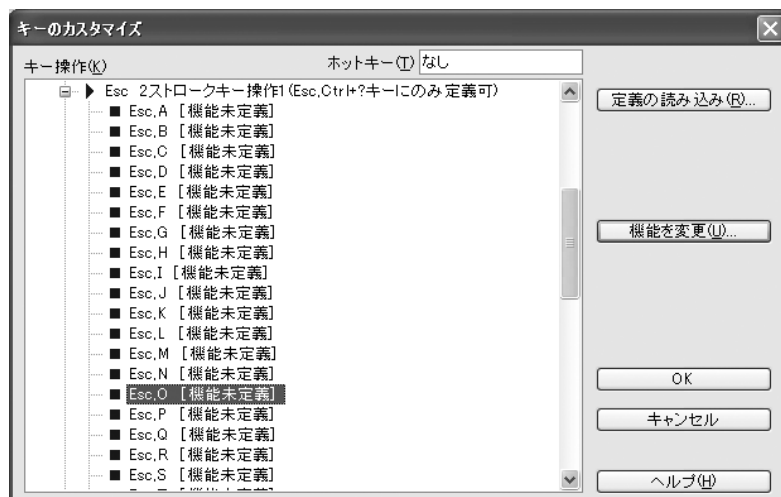 キーのカスタマイズ
キー操作(K)
ホットキー(T) なし
Esc 2ストロークキー操作1(Esc,Ctrl+?キーにのみ定義可)
Esc,A [機能未定義]
Esc,B [機能未定義]
Esc,C [機能未定義]
Esc,D [機能未定義]
Esc,E [機能未定義]
Esc,F [機能未定義]
Esc,G [機能未定義]
Esc,H [機能未定義]
Esc,I [機能未定義]
Esc,J [機能未定義]
Esc,K [機能未定義]
Esc,L [機能未定義]
Esc,M [機能未定義]
Esc,N [機能未定義]
Esc,O [機能未定義]
Esc,P [機能未定義]
Esc,Q [機能未定義]
Esc,R [機能未定義]
Esc,S [機能未定義]
定義の読み込み(R)...
機能を変更(U)...
OK
キャンセル
ヘルプ(H)